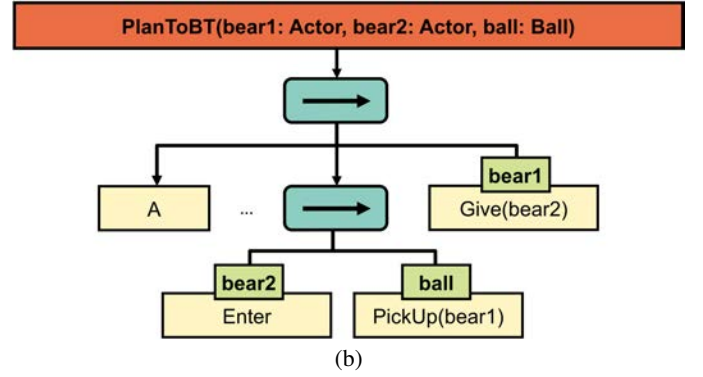 PlanToBT(bear1: Actor, bear2: Actor, ball: Ball)
bear1
A
...
Give(bear2)
bear2
ball
Enter
PickUp(bear1)
(b)